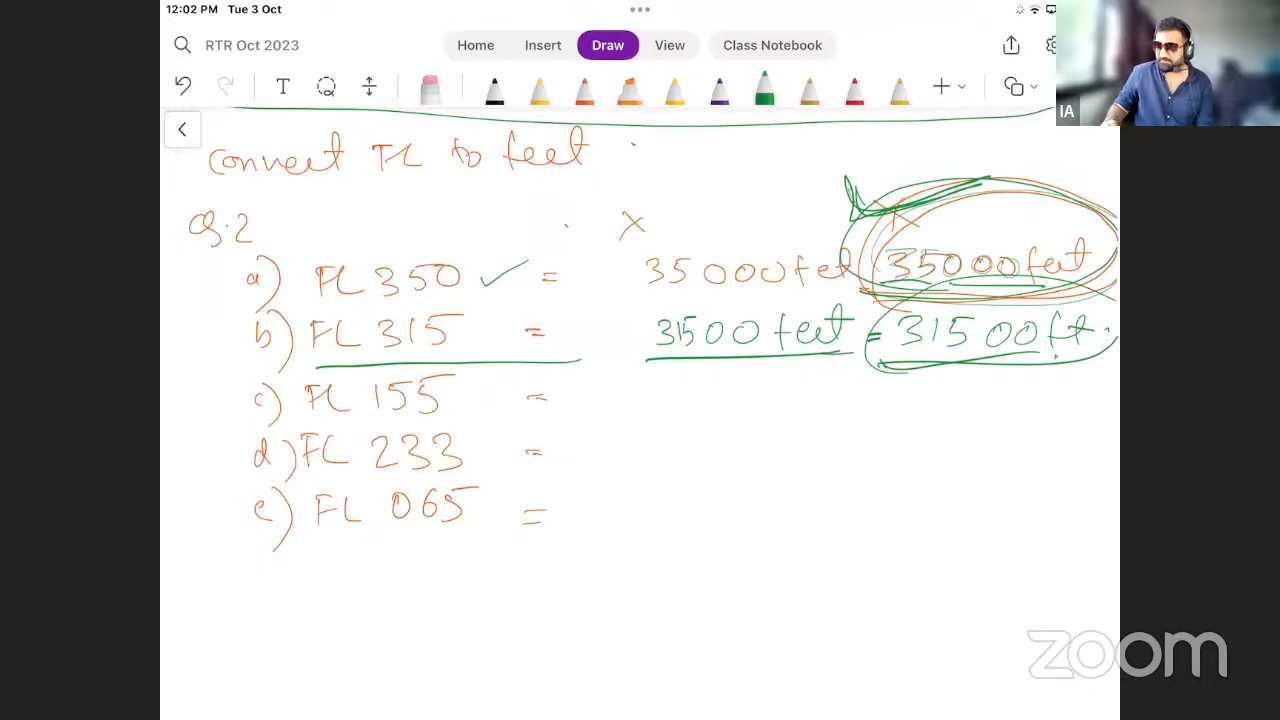 12:02 PM Tue 3 Oct
RTR Oct 2023
Home Insert Draw View Class Notebook
IA
Convert FL to feet
Q.2
X X
a) FL 350 ✓ = 35000 feet 35000 feet
b) FL 315 = 31500 feet = 31500 ft.
c) FL 155 =
d) FL 233 =
e) FL 065 =
zoom